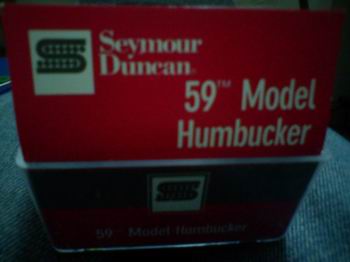 Seymour
Duncan.
59™ Model
Humbucker
59™ Model Humbucker